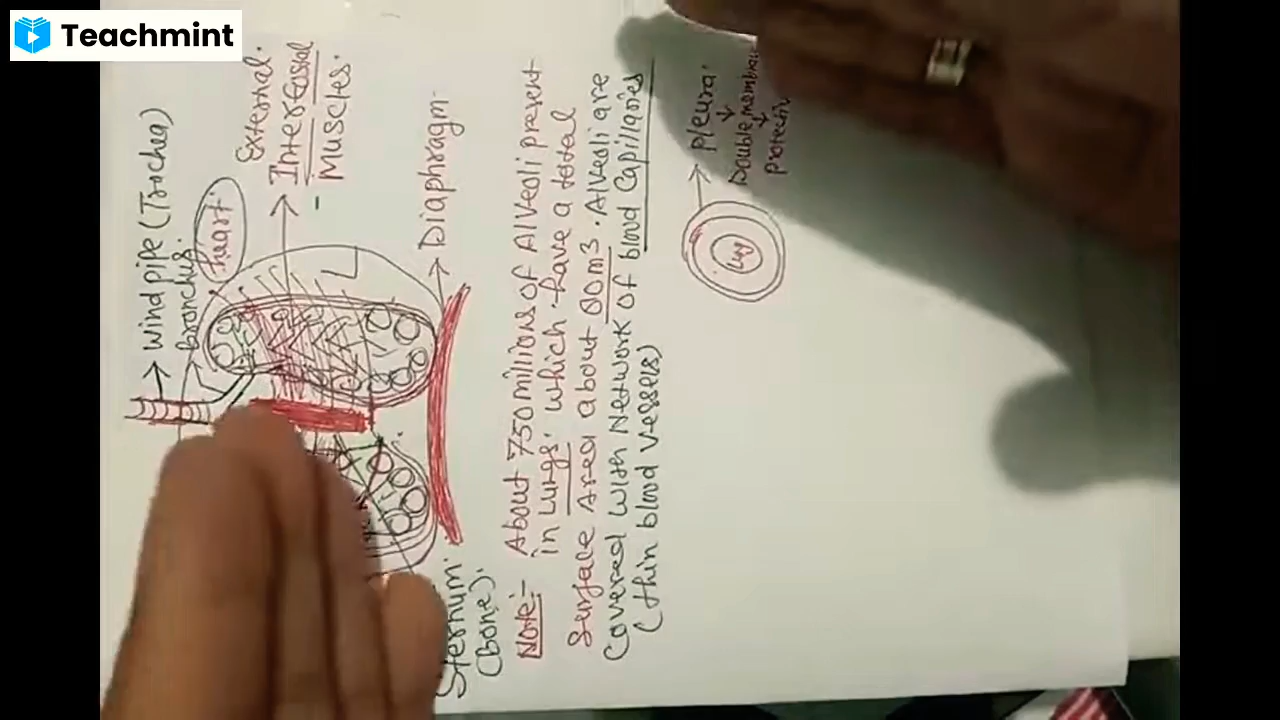 Teachmint
wind pipe (Trachea)
bronchus.
heart.
External.
Intercostal
Muscles.
Diaphragm.
Sternum.
(bone).
Note:- About 750 millions of Alveoli present
in Lungs. which have a total
Surface Area about 80m3. Alveoli are
Covered with Network of blood Capillaries
(thin blood vessels)
Pleura.
Double membran
protectiv